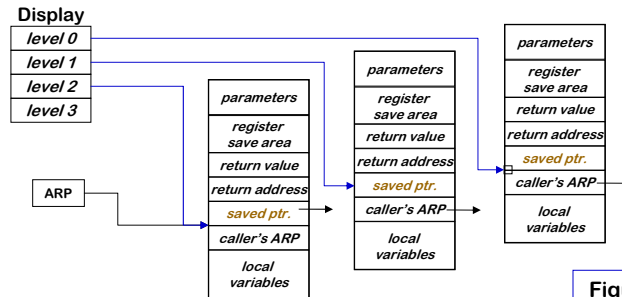 Display
level 0
level 1
level 2
level 3
ARP
parameters
register
save area
return value
return address
saved ptr.
caller's ARP
local
variables
parameters
register
save area
return value
return address
saved ptr.
caller's ARP
local
variables
parameters
register
save area
return value
return address
saved ptr.
caller's ARP
local
variables